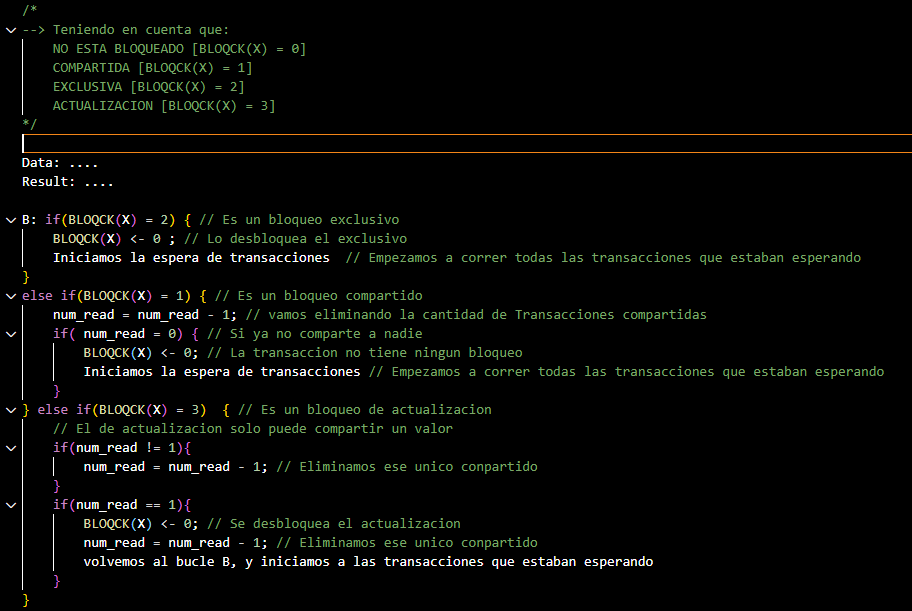 /*
--> Teniendo en cuenta que:
NO ESTA BLOQUEADO [BLOQCK(X) = 0]
COMPARTIDA [BLOQCK(X) = 1]
EXCLUSIVA [BLOQCK(X) = 2]
ACTUALIZACION [BLOQCK(X) = 3]
*/
Data: ....
Result: ....
B: if(BLOQCK(X) = 2) { // Es un bloqueo exclusivo
BLOQCK(X) <- 0 ; // Lo desbloquea el exclusivo
Iniciamos la espera de transacciones  // Empezamos a correr todas las transacciones que estaban esperando
}
else if(BLOQCK(X) = 1) { // Es un bloqueo compartido
num_read = num_read - 1; // vamos eliminando la cantidad de Transacciones compartidas
if( num_read = 0) { // Si ya no comparte a nadie
BLOQCK(X) <- 0; // La transaccion no tiene ningun bloqueo
Iniciamos la espera de transacciones // Empezamos a correr todas las transacciones que estaban esperando
}
} else if(BLOQCK(X) = 3)  { // Es un bloqueo de actualizacion
// El de actualizacion solo puede compartir un valor
if(num_read != 1){
num_read = num_read - 1; // Eliminamos ese unico conpartido
}
if(num_read == 1){
BLOQCK(X) <- 0; // Se desbloquea el actualizacion
num_read = num_read - 1; // Eliminamos ese unico conpartido
volvemos al bucle B, y iniciamos a las transacciones que estaban esperando
}
}